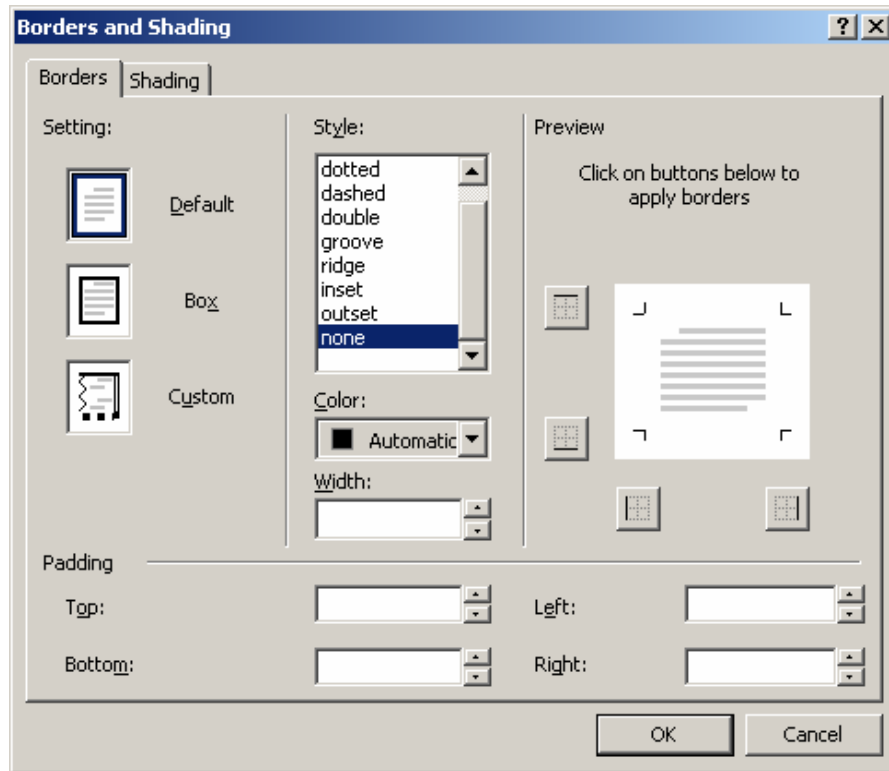 Borders and Shading
Borders
Shading
Setting:
Default
Box
Custom
Style:
dotted
dashed
double
groove
ridge
inset
outset
none
Color:
Automatic
Width:
Preview
Click on buttons below to
apply borders
Padding
Top:
Left:
Bottom:
Right:
OK
Cancel